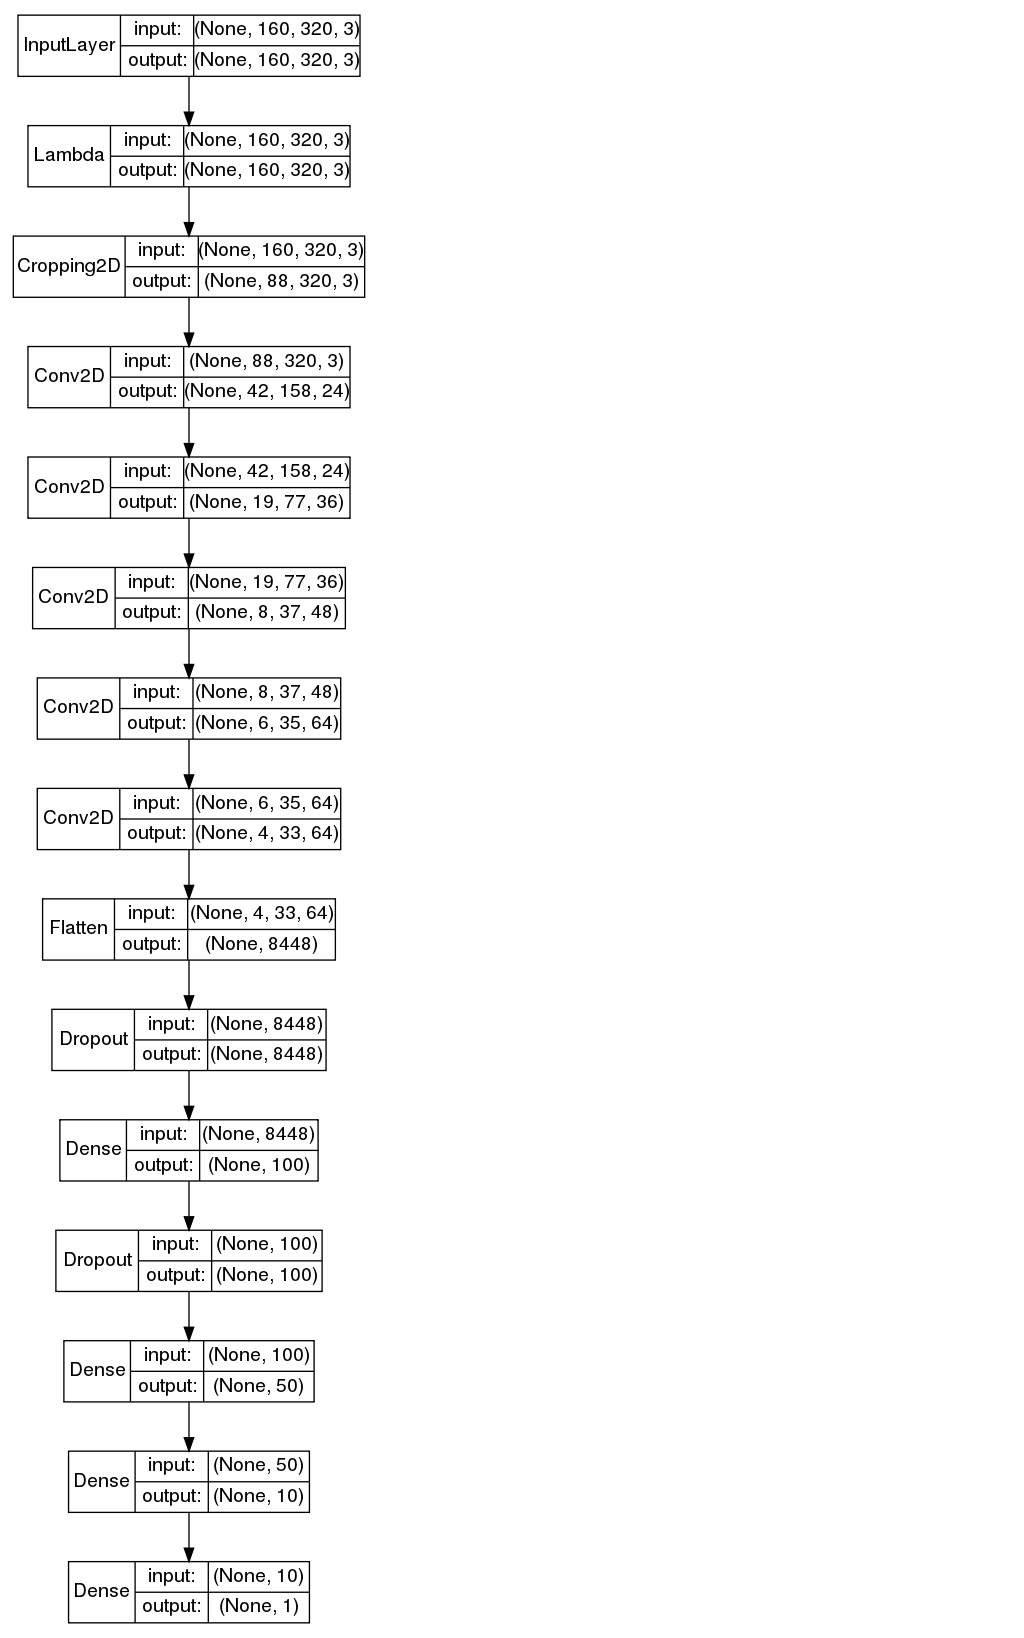 InputLayer
input: (None, 160, 320, 3)
output: (None, 160, 320, 3)
Lambda
input: (None, 160, 320, 3)
output: (None, 160, 320, 3)
Cropping2D
input: (None, 160, 320, 3)
output: (None, 88, 320, 3)
Conv2D
input: (None, 88, 320, 3)
output: (None, 42, 158, 24)
Conv2D
input: (None, 42, 158, 24)
output: (None, 19, 77, 36)
Conv2D
input: (None, 19, 77, 36)
output: (None, 8, 37, 48)
Conv2D
input: (None, 8, 37, 48)
output: (None, 6, 35, 64)
Conv2D
input: (None, 6, 35, 64)
output: (None, 4, 33, 64)
Flatten
input: (None, 4, 33, 64)
output: (None, 8448)
Dropout
input: (None, 8448)
output: (None, 8448)
Dense
input: (None, 8448)
output: (None, 100)
Dropout
input: (None, 100)
output: (None, 100)
Dense
input: (None, 100)
output: (None, 50)
Dense
input: (None, 50)
output: (None, 10)
Dense
input: (None, 10)
output: (None, 1)